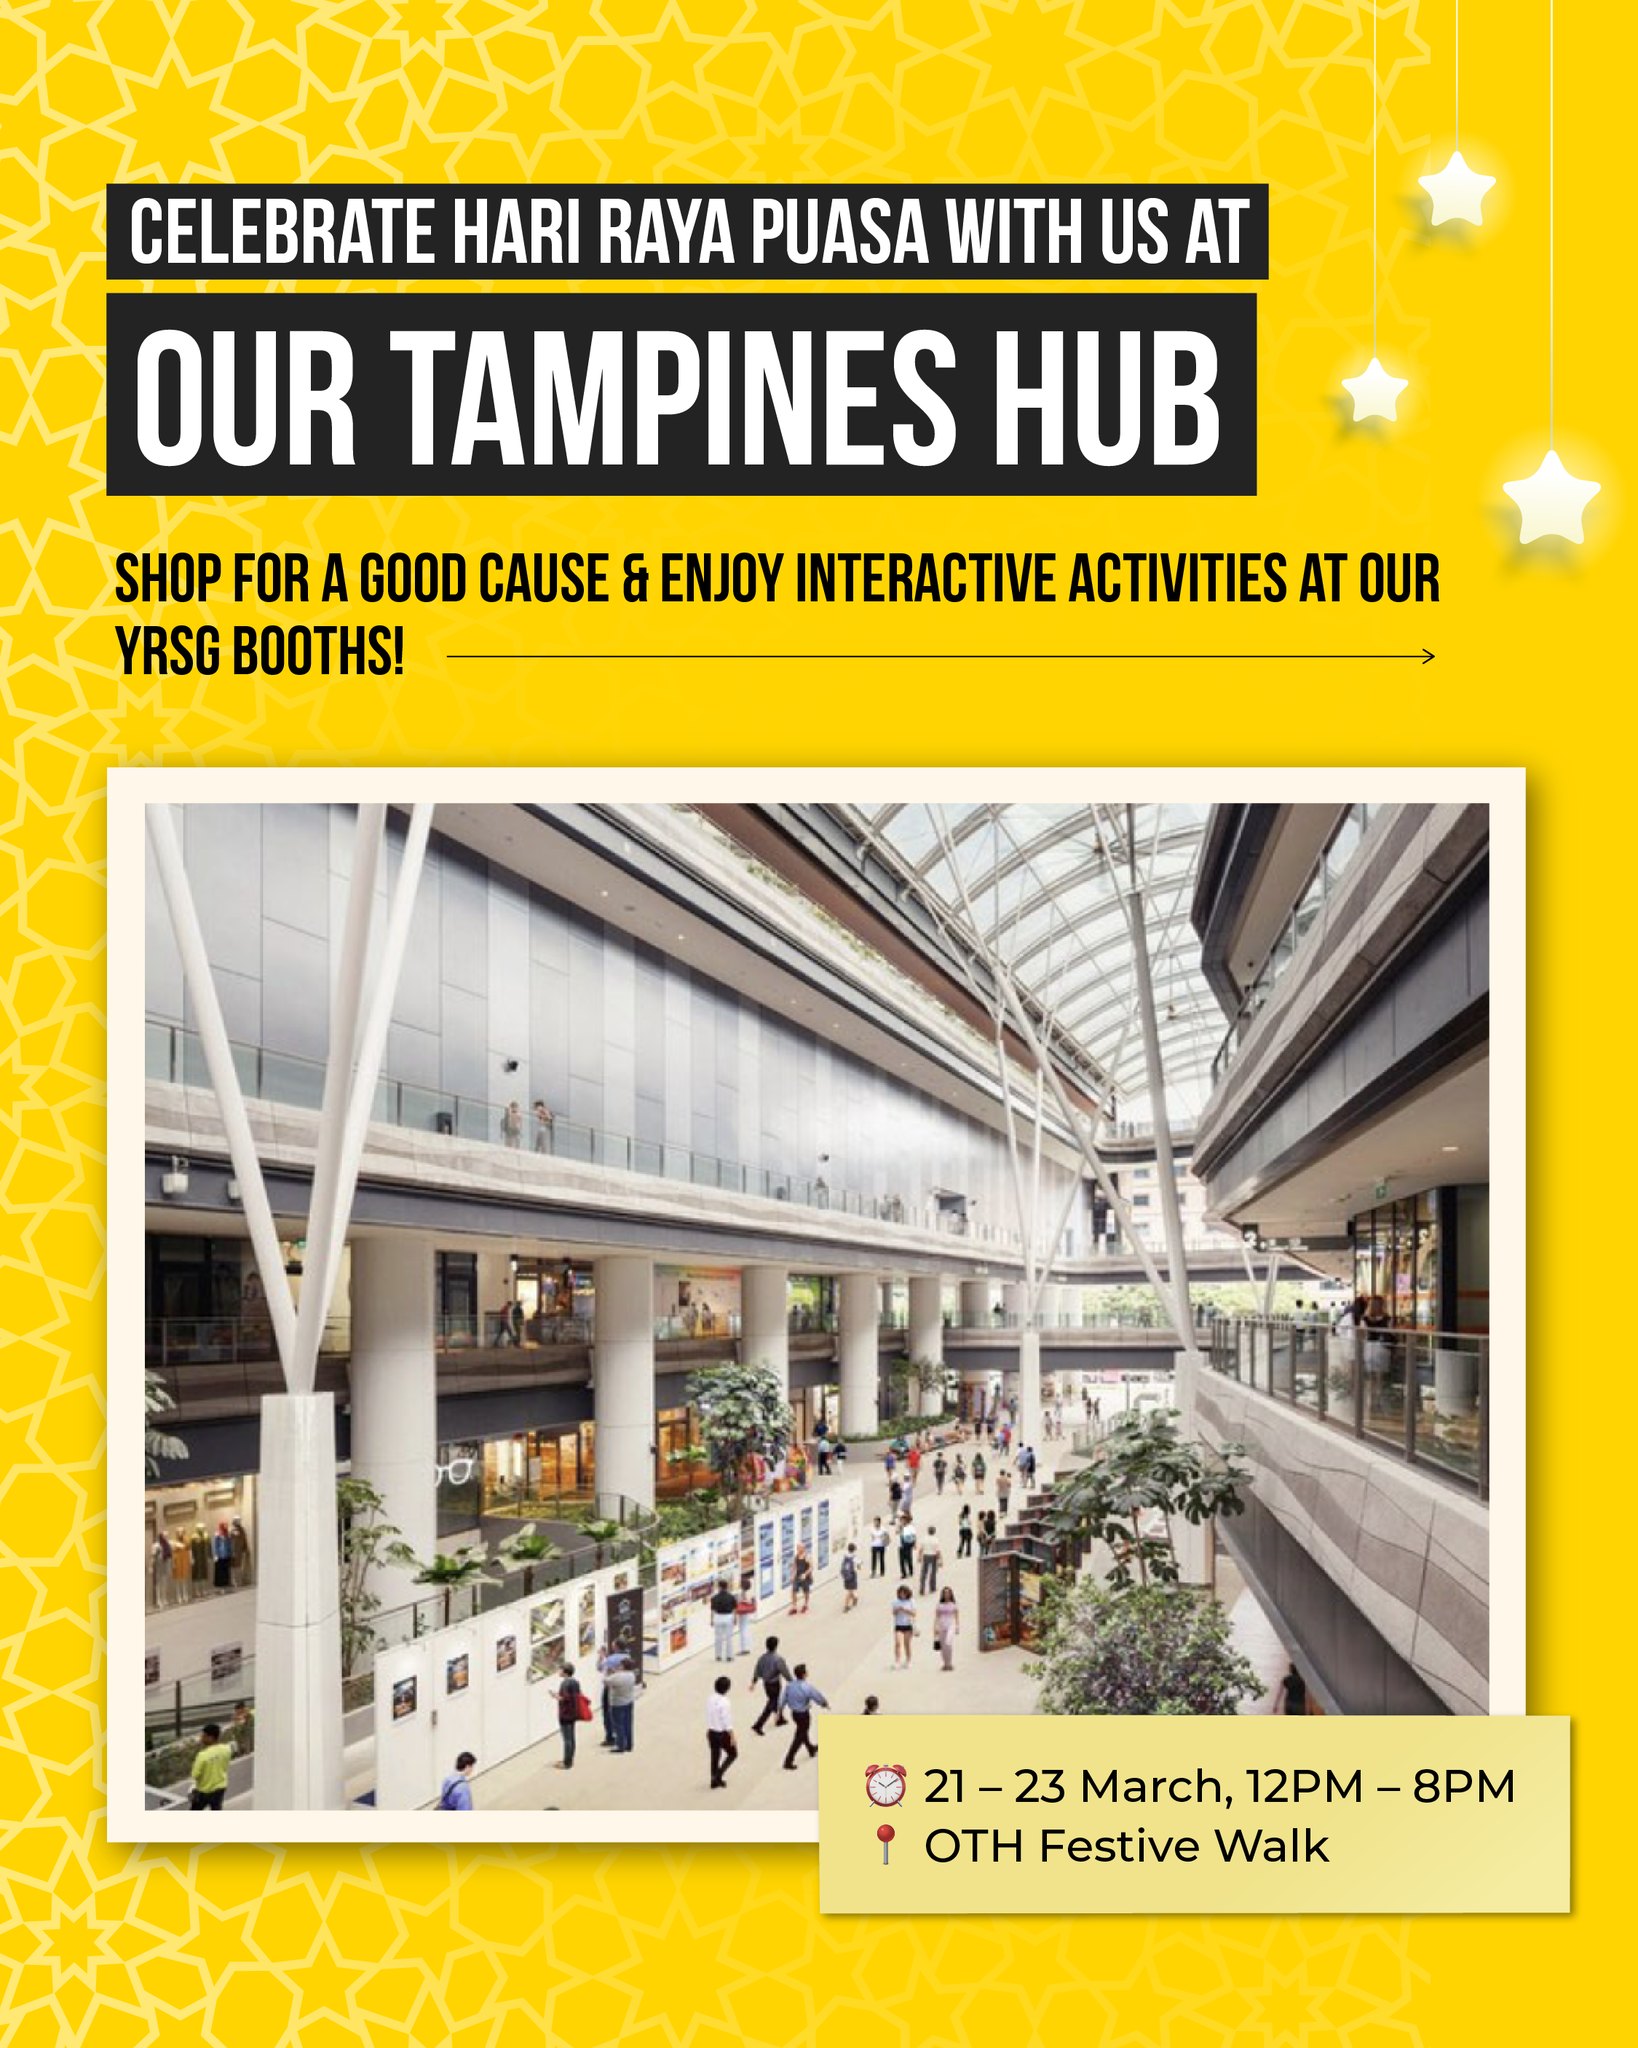 CELEBRATE HARI RAYA PUASA WITH US AT
OUR TAMPINES HUB
SHOP FOR A GOOD CAUSE & ENJOY INTERACTIVE ACTIVITIES AT OUR
YRSG BOOTHS!
21 – 23 March, 12PM – 8PM
OTH Festive Walk